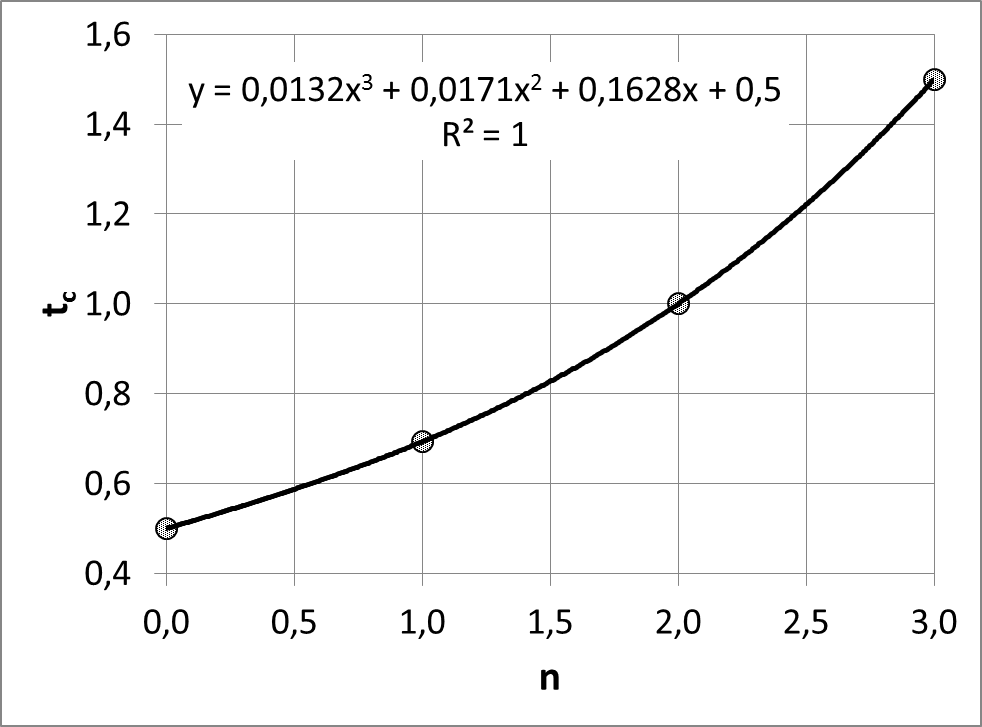 1,6
y = 0,0132x³ + 0,0171x² + 0,1628x + 0,5
R² = 1
1,4
1,2
tc 1,0
0,8
0,6
0,4
0,0 0,5 1,0 1,5 2,0 2,5 3,0
n